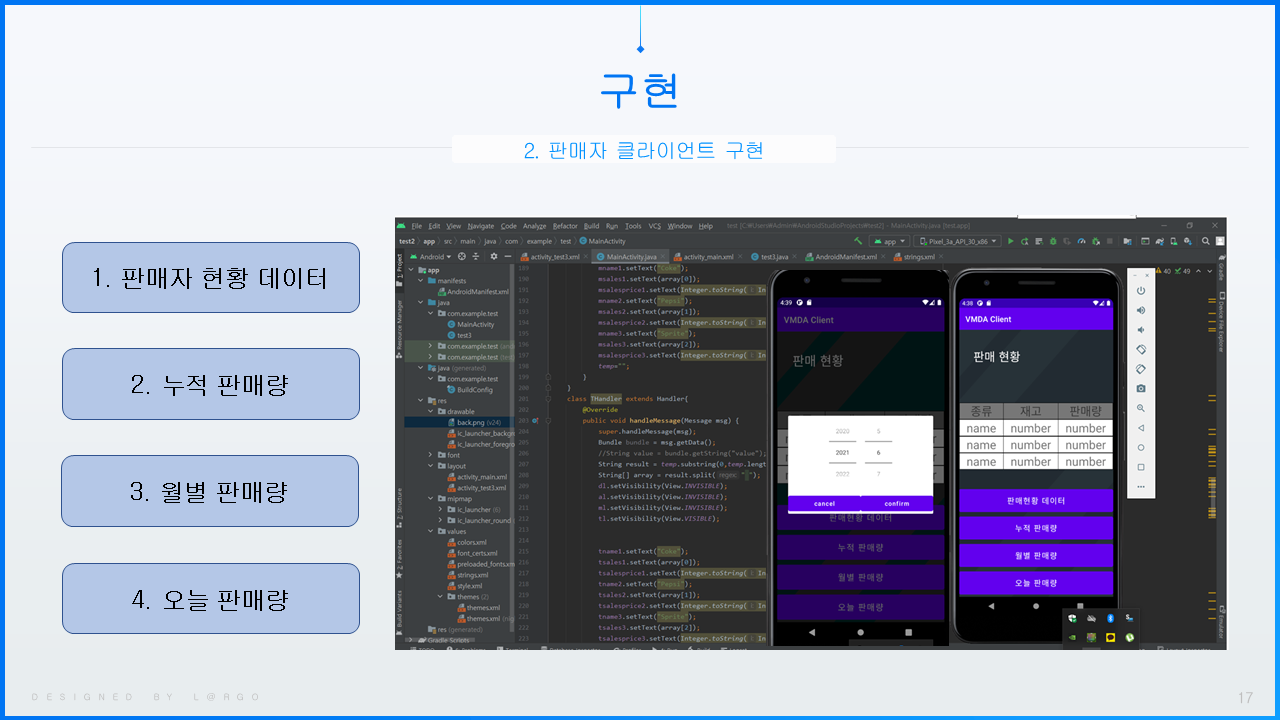 구현
2. 판매자 클라이언트 구현
1. 판매자 현황 데이터
2. 누적 판매량
3. 월별 판매량
4. 오늘 판매량
File Edit View Navigate Code Analyze Refactor Build Run Tools VCS Window Help
test2 app src main java com example test MainActivity
app
Pixel_3a_API_30_x86
Android
activity_test3.xml MainActivity.java activity_main.xml test3.java AndroidManifest.xml strings.xml
app
manifests
AndroidManifest.xml
java
com.example.test
MainActivity
test3
com.example.test
com.example.test
java (generated)
com.example.test
BuildConfig
res
drawable
back.png (v24)
font
layout
activity_main.xml
activity_test3.xml
mipmap
ic_launcher (6)
ic_launcher_round
values
colors.xml
font_certs.xml
strings.xml
style.xml
themes (2)
themes.xml
res (generated)
Gradle Scripts
mname1.setText("Coke");
msales1.setText(array[0]);
msalesprice1.setText(Integer.toString(
mname2.setText("Pepsi");
msales2.setText(array[1]);
msalesprice2.setText(Integer.toString(
mname3.setText("Sprite");
msales3.setText(array[2]);
msalesprice3.setText(Integer.toString(
temp="";
}
}
class THandler extends Handler{
@Override
public void handleMessage(Message msg) {
super.handleMessage(msg);
Bundle bundle = msg.getData();
//String value = bundle.getString("value");
String result = temp.substring(0,temp.lengt
String[] array = result.split(
dl.setVisibility(View.INVISIBLE);
al.setVisibility(View.INVISIBLE);
ml.setVisibility(View.INVISIBLE);
tl.setVisibility(View.VISIBLE);
tname1.setText("Coke");
tsales1.setText(array[0]);
tsalesprice1.setText(Integer.toString(
tname2.setText("Pepsi");
tsales2.setText(array[1]);
tsalesprice2.setText(Integer.toString(
tname3.setText("Sprite");
tsales3.setText(array[2]);
tsalesprice3.setText(Integer.toString(
4:39
VMDA Client
판매 현황
2020 5
2021 6
2022 7
cancel confirm
판매현황 데이터
누적 판매량
월별 판매량
오늘 판매량
4:38
VMDA Client
판매 현황
종류 재고 판매량
name number number
name number number
name number number
판매현황 데이터
누적 판매량
월별 판매량
오늘 판매량
40 49
DESIGNED BY L@RGO
17